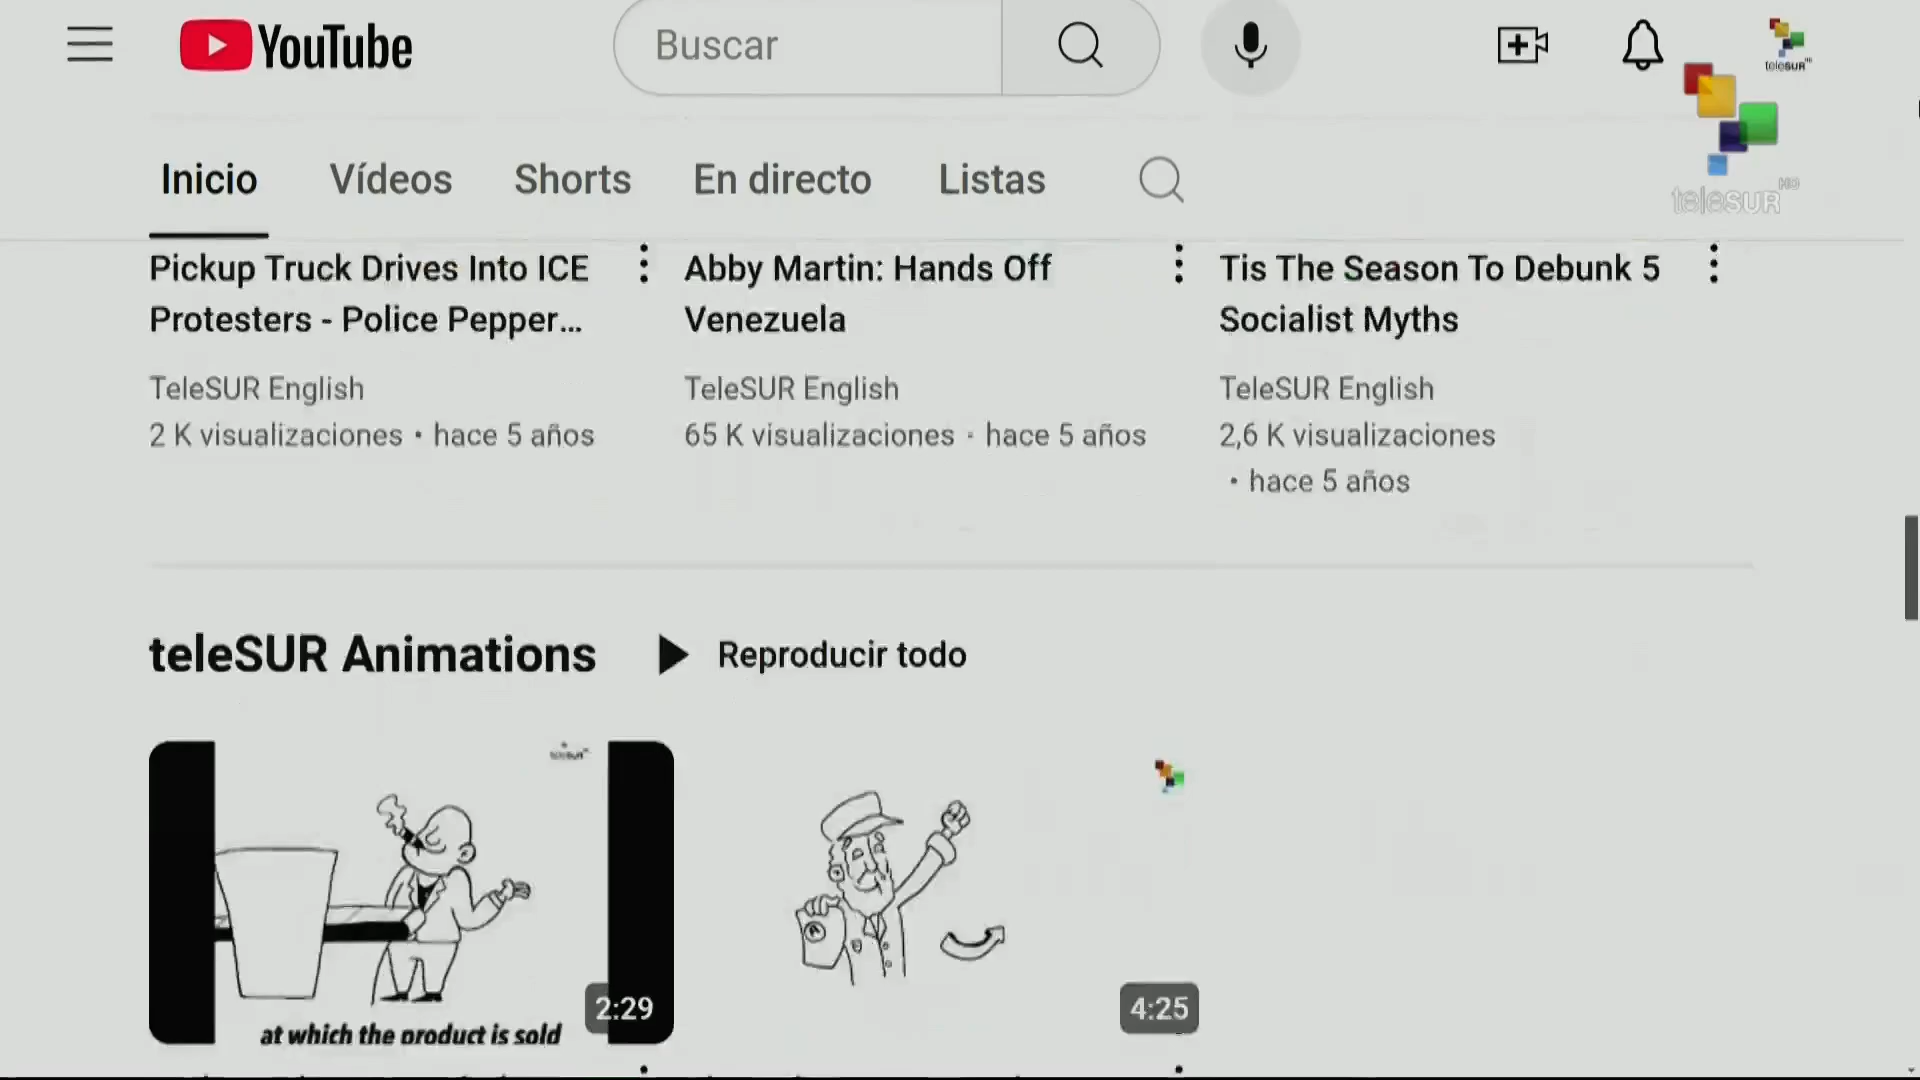 YouTube
Buscar
teleSUR
teleSUR HD
Inicio
Vídeos
Shorts
En directo
Listas
Pickup Truck Drives Into ICE
Protesters - Police Pepper...
TeleSUR English
2 K visualizaciones • hace 5 años
Abby Martin: Hands Off
Venezuela
TeleSUR English
65 K visualizaciones • hace 5 años
Tis The Season To Debunk 5
Socialist Myths
TeleSUR English
2,6 K visualizaciones
• hace 5 años
teleSUR Animations
Reproducir todo
teleSUR
A
2:29
4:25
at which the product is sold